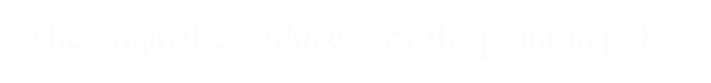 The original coordinates of the point in polar